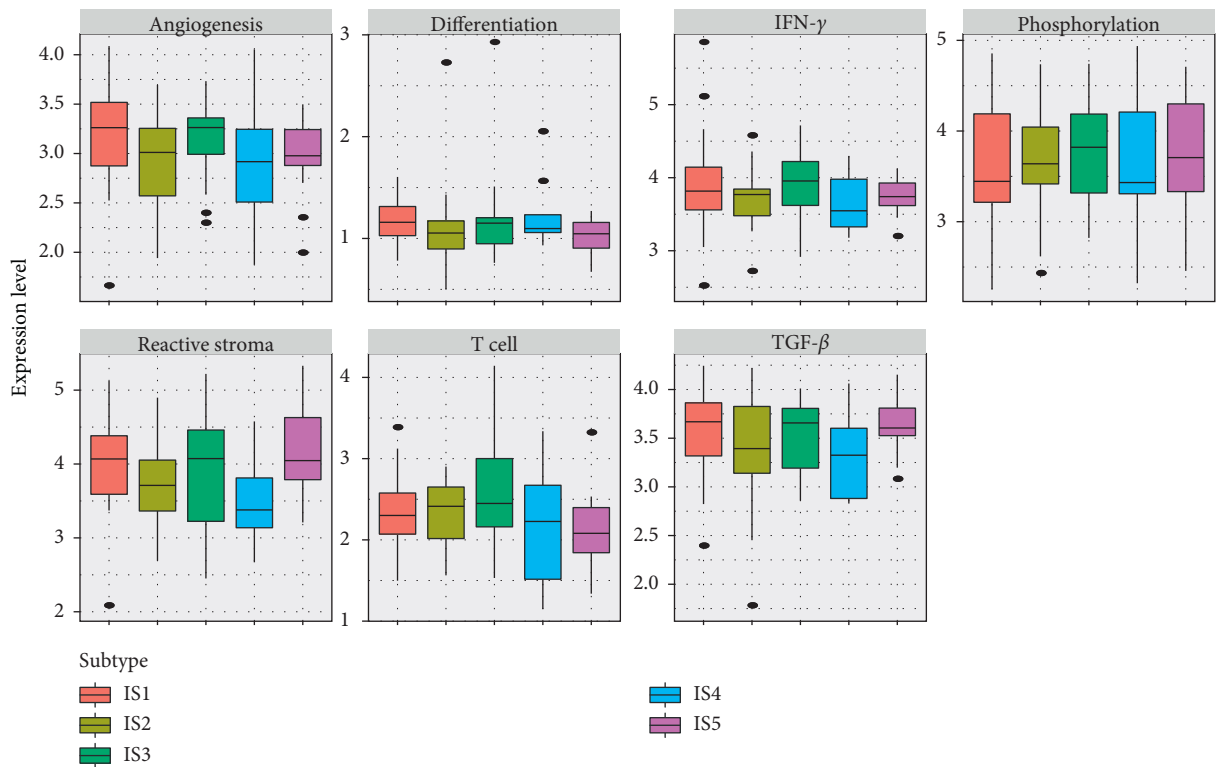 Angiogenesis
Differentiation
IFN-γ
Phosphorylation
4.0
3.5
3.0
2.5
2.0
3
2
1
5
4
3
5
4
3
Expression level
Reactive stroma
T cell
TGF-β
5
4
3
2
4
3
2
1
4.0
3.5
3.0
2.5
2.0
Subtype
IS1
IS2
IS3
IS4
IS5